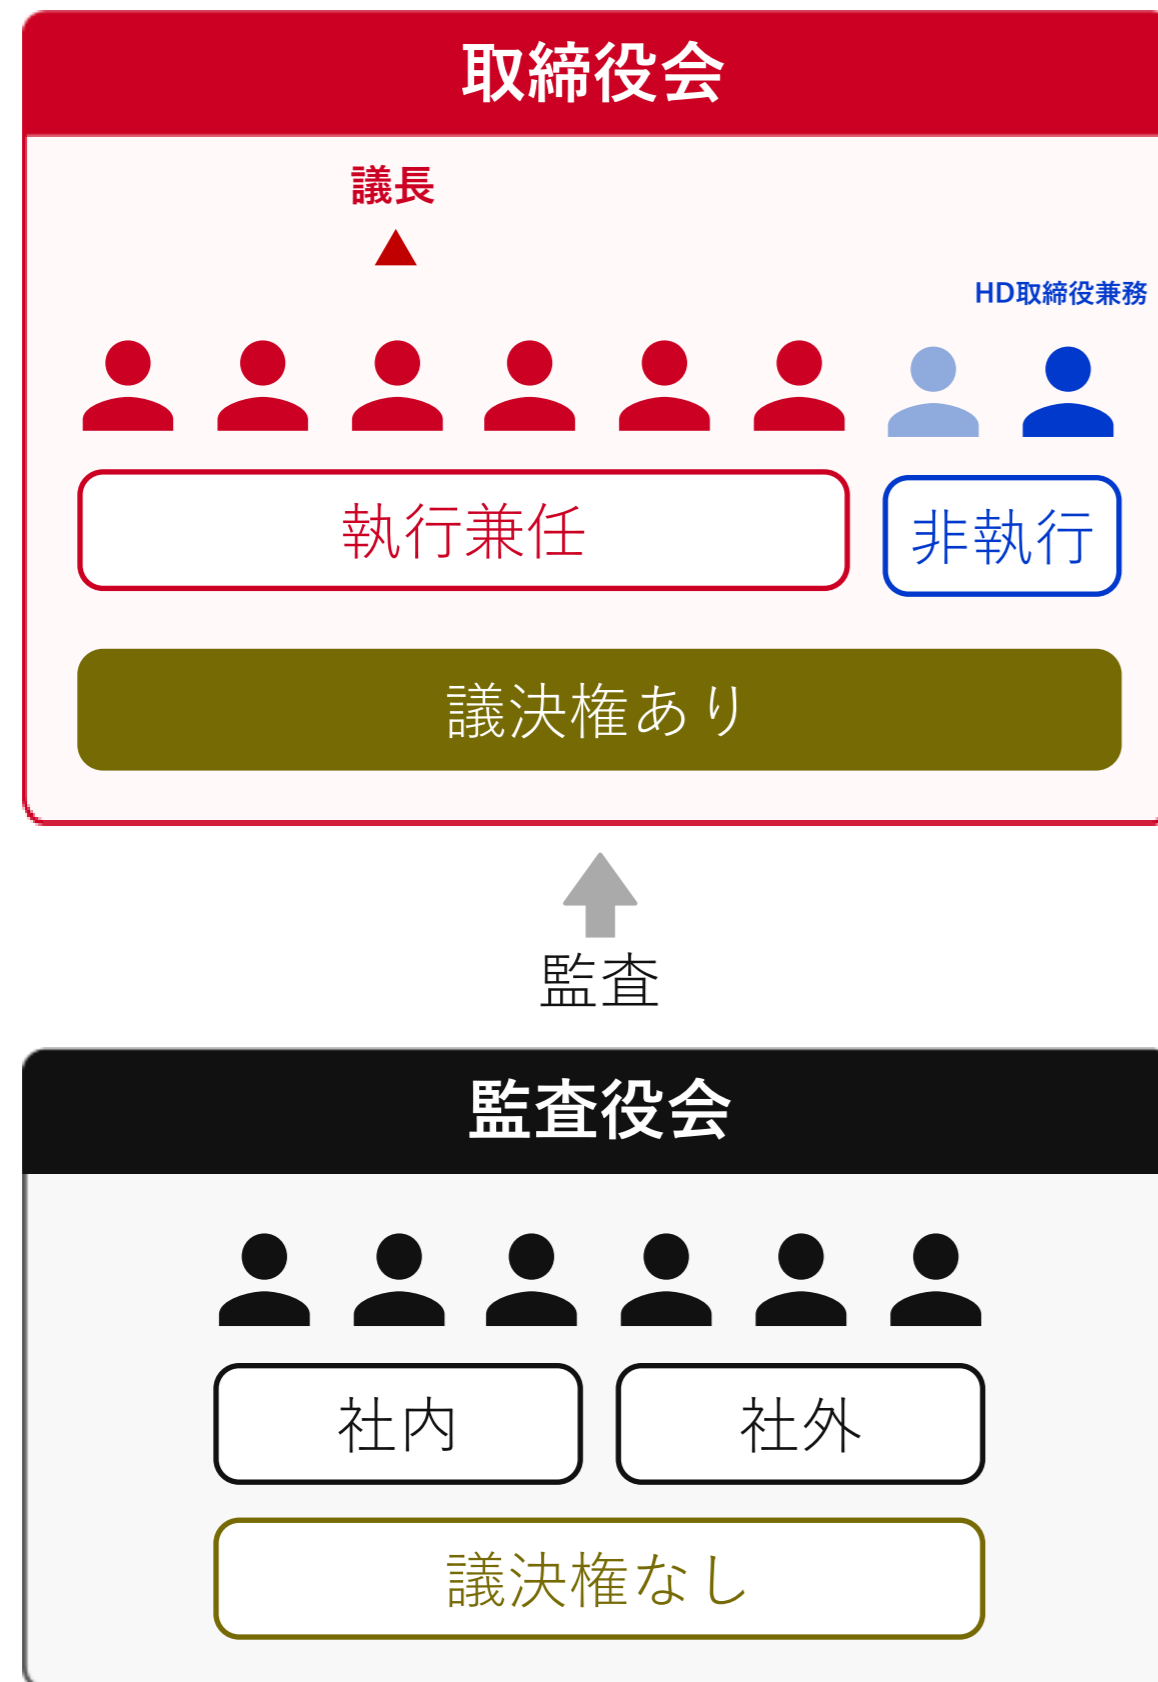 取締役会
議長
HD取締役兼務
執行兼任
非執行
議決権あり
監査
監査役会
社内
社外
議決権なし